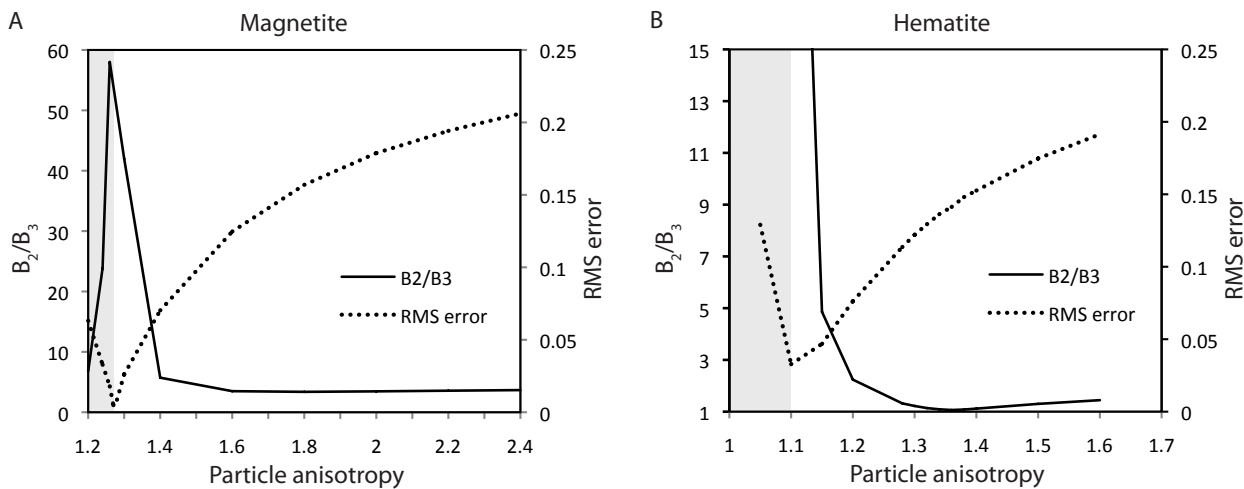 A
Magnetite
60
50
40
30
20
10
0
B₂/B₃
0.25
0.2
0.15
0.1
0.05
0
RMS error
B2/B3
RMS error
1.2 1.4 1.6 1.8 2 2.2 2.4
Particle anisotropy
B
Hematite
15
13
11
9
7
5
3
1
B₂/B₃
0.25
0.2
0.15
0.1
0.05
0
RMS error
B2/B3
RMS error
1 1.1 1.2 1.3 1.4 1.5 1.6 1.7
Particle anisotropy